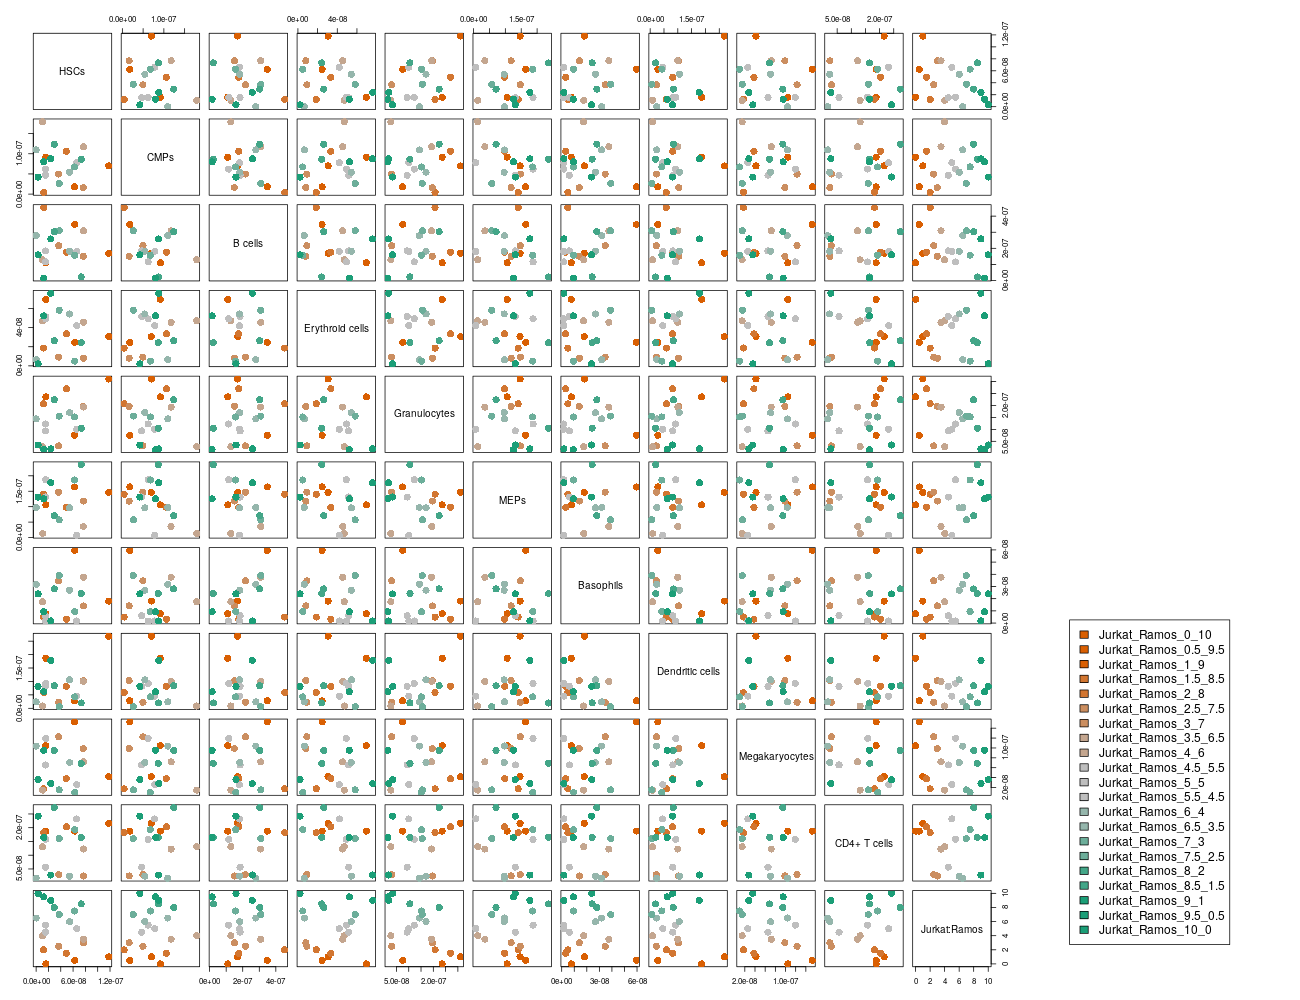 0.0e+00 1.0e-07 0e+00 4e-08 0.0e+00 1.5e-07 0.0e+00 1.5e-07 5.0e-08 2.0e-07
HSCs
0.0e+00 6.0e-08 1.2e-07
CMPs
0.0e+00 1.0e-07
B cells
0e+00 2e-07 4e-07
Erythroid cells
0e+00 4e-08
Granulocytes
5.0e-08 2.0e-07
MEPs
0.0e+00 1.5e-07
Basophils
0e+00 3e-08 6e-08
Dendritic cells
0.0e+00 1.5e-07
Megakaryocytes
2.0e-08 1.0e-07
CD4+ T cells
5.0e-08 2.0e-07
JurkatRamos
0 2 4 6 8 10
0.0e+00 6.0e-08 1.2e-07 0e+00 2e-07 4e-07 5.0e-08 2.0e-07 0e+00 3e-08 6e-08 2.0e-08 1.0e-07 0 2 4 6 8 10
Jurkat_Ramos_0_10
Jurkat_Ramos_0.5_9.5
Jurkat_Ramos_1_9
Jurkat_Ramos_1.5_8.5
Jurkat_Ramos_2_8
Jurkat_Ramos_2.5_7.5
Jurkat_Ramos_3_7
Jurkat_Ramos_3.5_6.5
Jurkat_Ramos_4_6
Jurkat_Ramos_4.5_5.5
Jurkat_Ramos_5_5
Jurkat_Ramos_5.5_4.5
Jurkat_Ramos_6_4
Jurkat_Ramos_6.5_3.5
Jurkat_Ramos_7_3
Jurkat_Ramos_7.5_2.5
Jurkat_Ramos_8_2
Jurkat_Ramos_8.5_1.5
Jurkat_Ramos_9_1
Jurkat_Ramos_9.5_0.5
Jurkat_Ramos_10_0